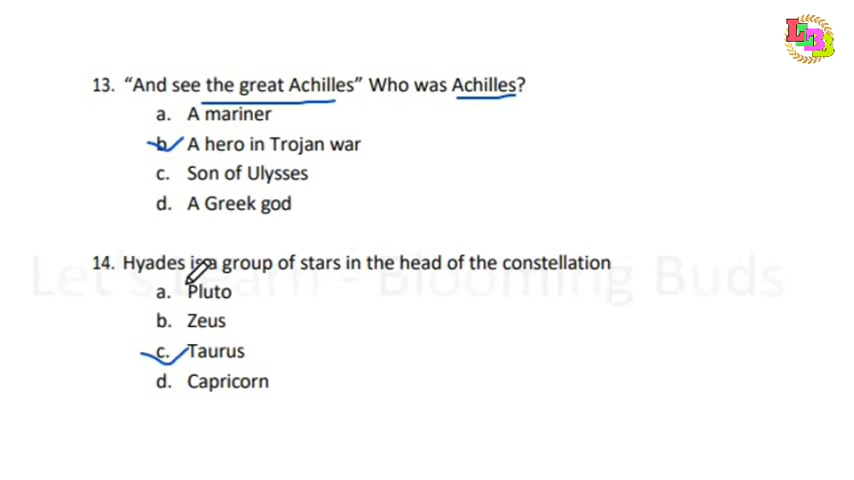 LBB
13. “And see the great Achilles” Who was Achilles?
a. A mariner
b. A hero in Trojan war
c. Son of Ulysses
d. A Greek god
14. Hyades is a group of stars in the head of the constellation
Let's Learn - Blooming Buds
a. Pluto
b. Zeus
c. Taurus
d. Capricorn